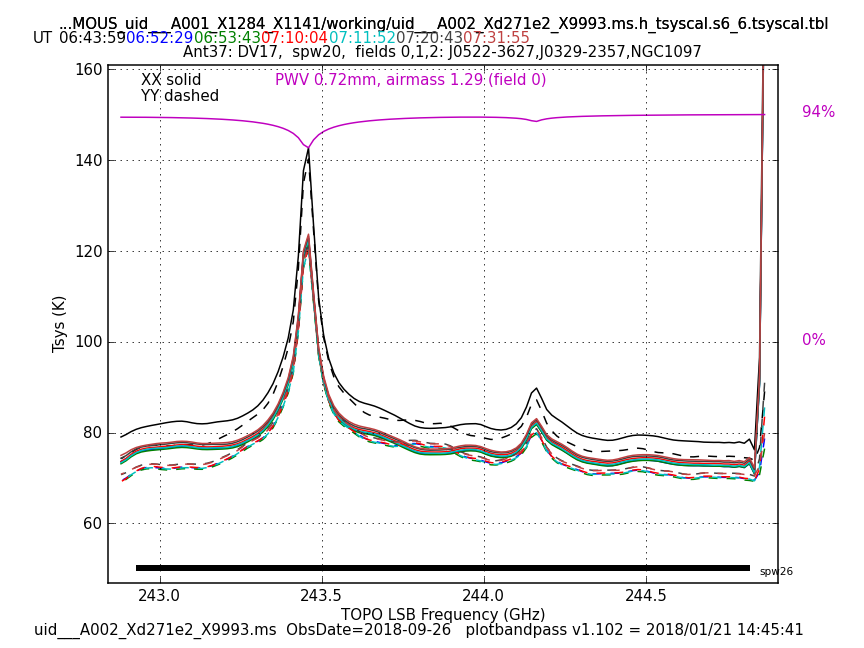 ...MOUS_uid___A001_X1284_X1141/working/uid___A002_Xd271e2_X9993.ms.h_tsyscal.s6_6.tsyscal.tbl
UT 06:43:59 06:52:29 06:53:43 07:10:04 07:11:52 07:20:43 07:31:55
Ant37: DV17, spw20, fields 0,1,2: J0522-3627,J0329-2357,NGC1097
XX solid
YY dashed
PWV 0.72mm, airmass 1.29 (field 0)
94%
0%
160
140
120
100
80
60
Tsys (K)
spw26
243.0 243.5 244.0 244.5
TOPO LSB Frequency (GHz)
uid___A002_Xd271e2_X9993.ms ObsDate=2018-09-26 plotbandpass v1.102 = 2018/01/21 14:45:41